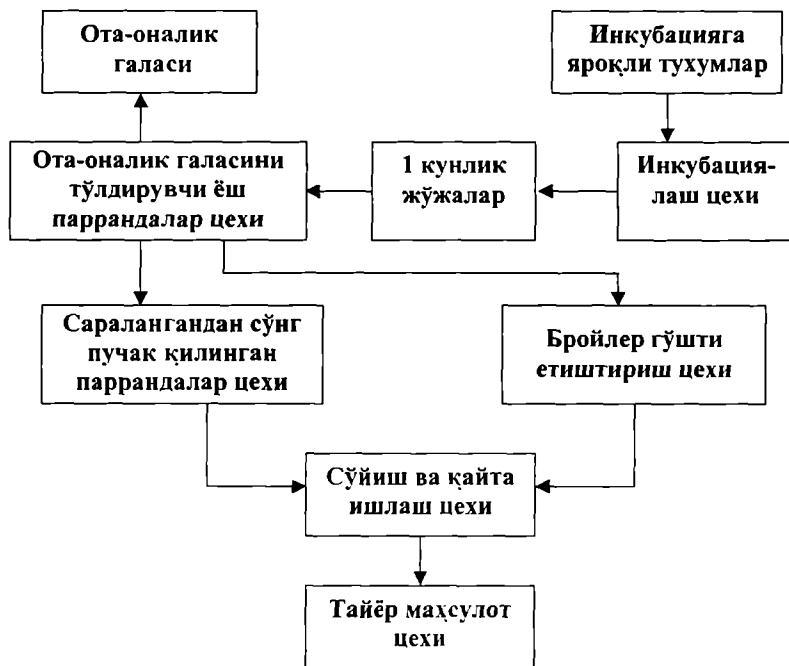 Ота-оналик
галаси
Инкубацияга
яроқли тухумлар
Ота-оналик галасини
тўлдирувчи ёш
паррандалар цехи
1 кунлик
жўжалар
Инкубация-
лаш цехи
Саралангандан сўнг
пучак қилинган
паррандалар цехи
Бройлер гўшти
етиштириш цехи
Сўйиш ва қайта
ишлаш цехи
Тайёр маҳсулот
цехи